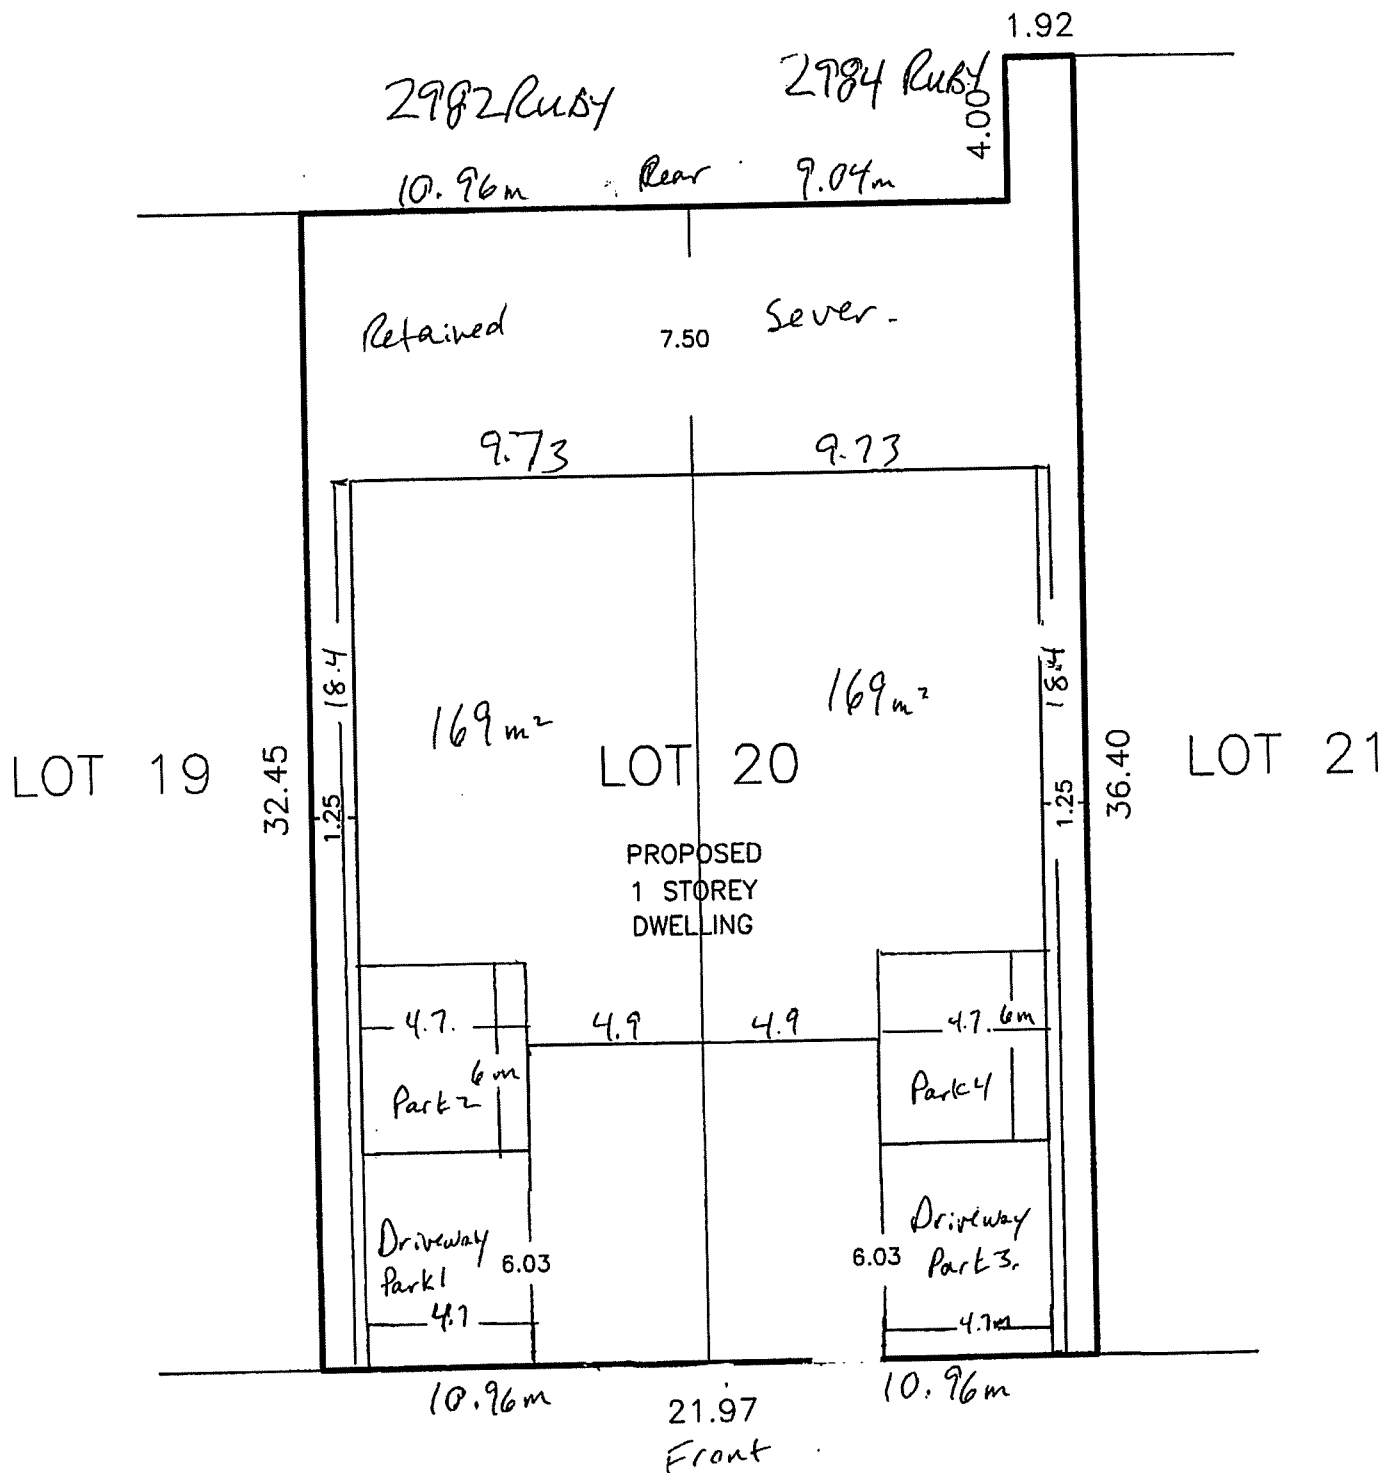 1.92
2982 Ruby
2984 Ruby
4.00
10.96m
Rear
9.04m
Retained
7.50
Sever.
9.73
9.73
18.4
169m²
169m²
18.4
LOT 19
32.45
1.25
LOT 20
1.25
36.40
LOT 21
PROPOSED
1 STOREY
DWELLING
4.7.
4.9
4.9
4.7.
6m
6m
Park 2
Park 4
Driveway
Park 1
6.03
6.03
Driveway
Park 3.
4.7
4.7m
10.96m
21.97
10.96m
Front